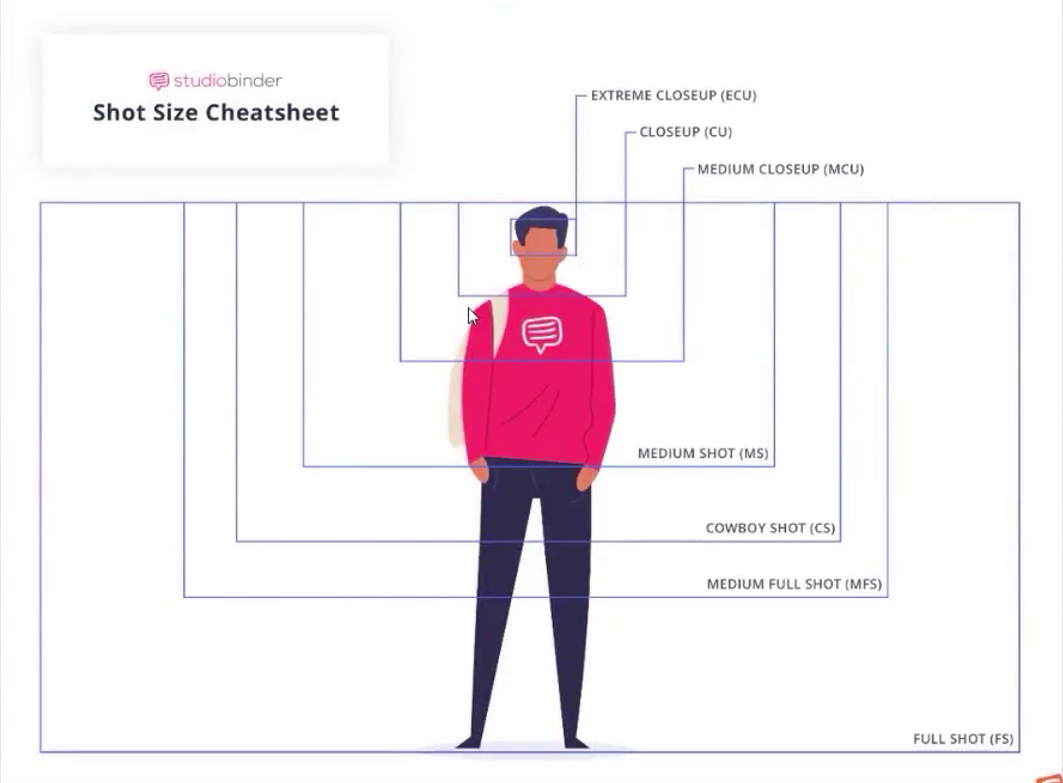 studiobinder
Shot Size Cheatsheet
EXTREME CLOSEUP (ECU)
CLOSEUP (CU)
MEDIUM CLOSEUP (MCU)
MEDIUM SHOT (MS)
COWBOY SHOT (CS)
MEDIUM FULL SHOT (MFS)
FULL SHOT (FS)